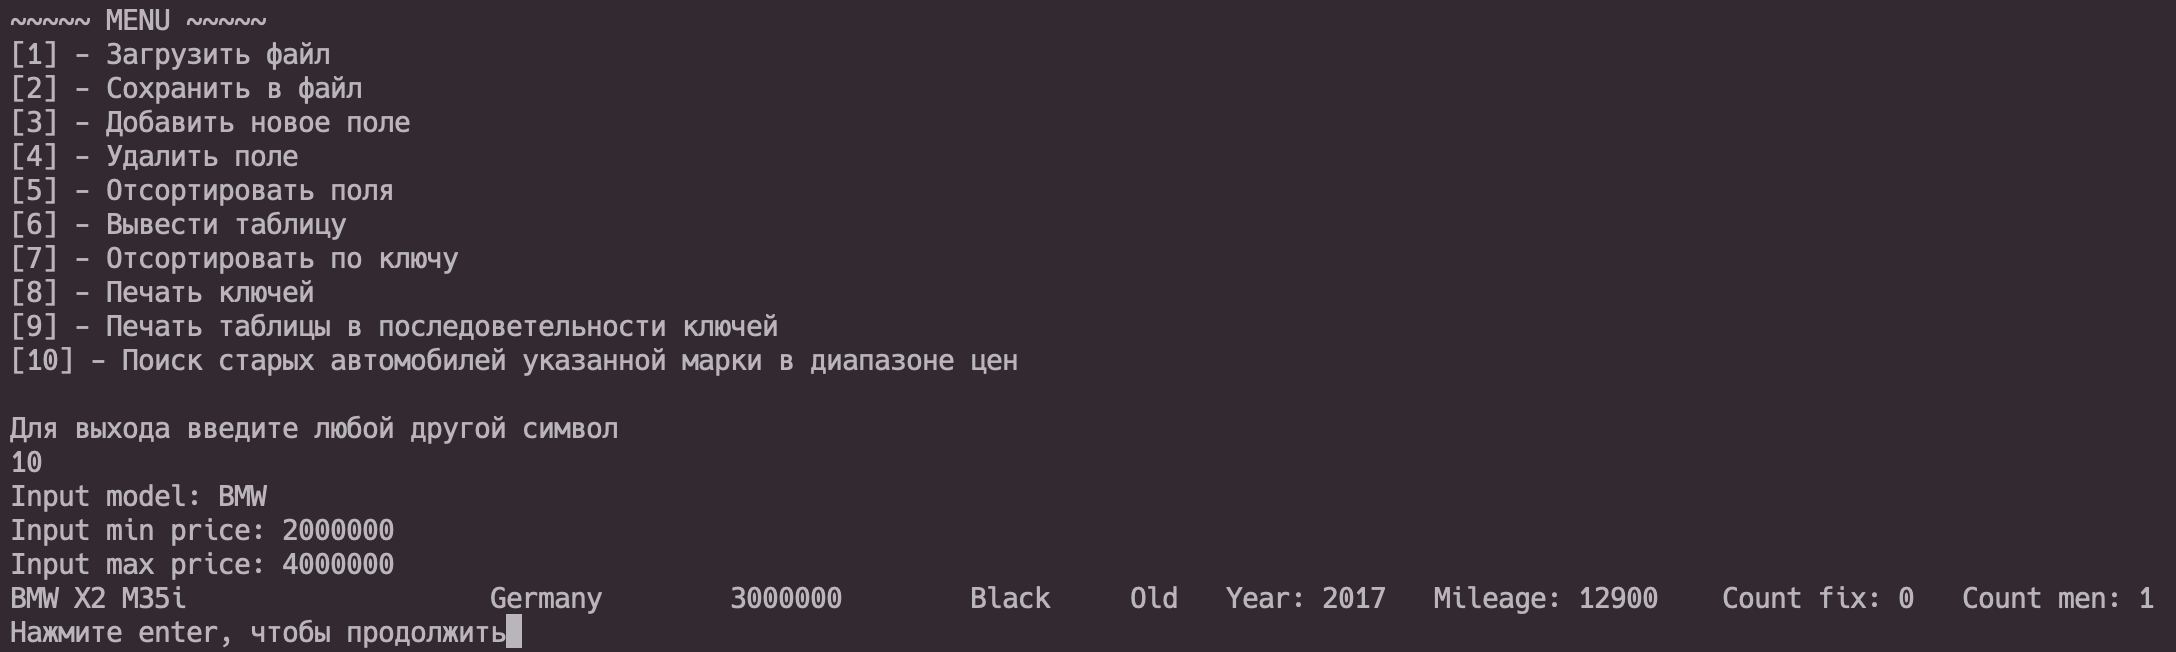 ~~~~~ MENU ~~~~~
[1] - Загрузить файл
[2] - Сохранить в файл
[3] - Добавить новое поле
[4] - Удалить поле
[5] - Отсортировать поля
[6] - Вывести таблицу
[7] - Отсортировать по ключу
[8] - Печать ключей
[9] - Печать таблицы в последоветельности ключей
[10] - Поиск старых автомобилей указанной марки в диапазоне цен
Для выхода введите любой другой символ
10
Input model: BMW
Input min price: 2000000
Input max price: 4000000
BMW X2 M35i Germany 3000000 Black Old Year: 2017 Mileage: 12900 Count fix: 0 Count men: 1
Нажмите enter, чтобы продолжить